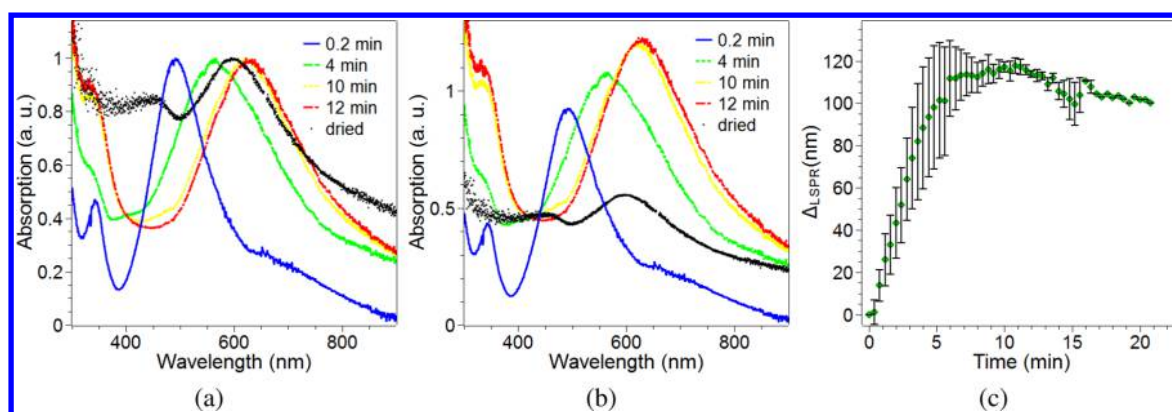 1
0.8
0.6
0.4
0.2
0
400
600
800
Absorption (a. u.)
Wavelength (nm)
0.2 min
4 min
10 min
12 min
dried
(a)
1
0.5
0
400
600
800
Absorption (a. u.)
Wavelength (nm)
0.2 min
4 min
10 min
12 min
dried
(b)
120
100
80
60
40
20
0
0
5
10
15
20
ΔLSPR(nm)
Time (min)
(c)